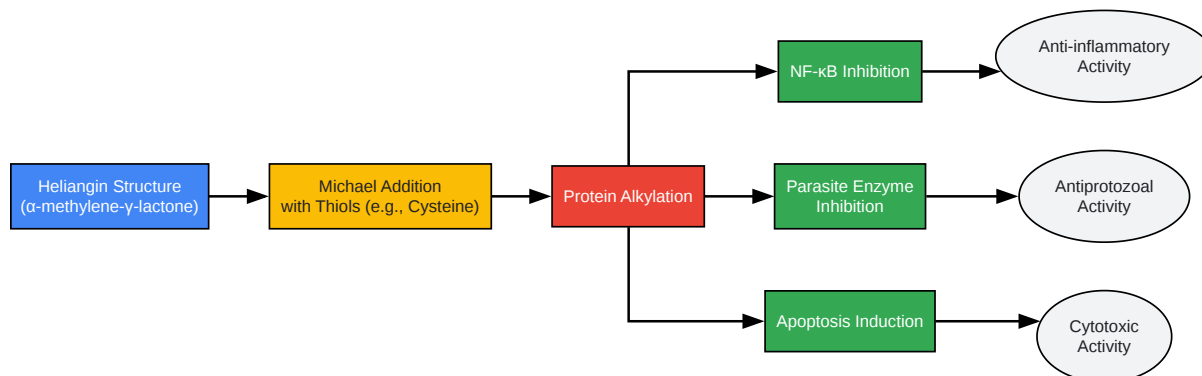 Heliangin Structure
(α-methylene-γ-lactone)
Michael Addition
with Thiols (e.g., Cysteine)
Protein Alkylation
NF-κB Inhibition
Anti-inflammatory
Activity
Parasite Enzyme
Inhibition
Antiprotozoal
Activity
Apoptosis Induction
Cytotoxic
Activity